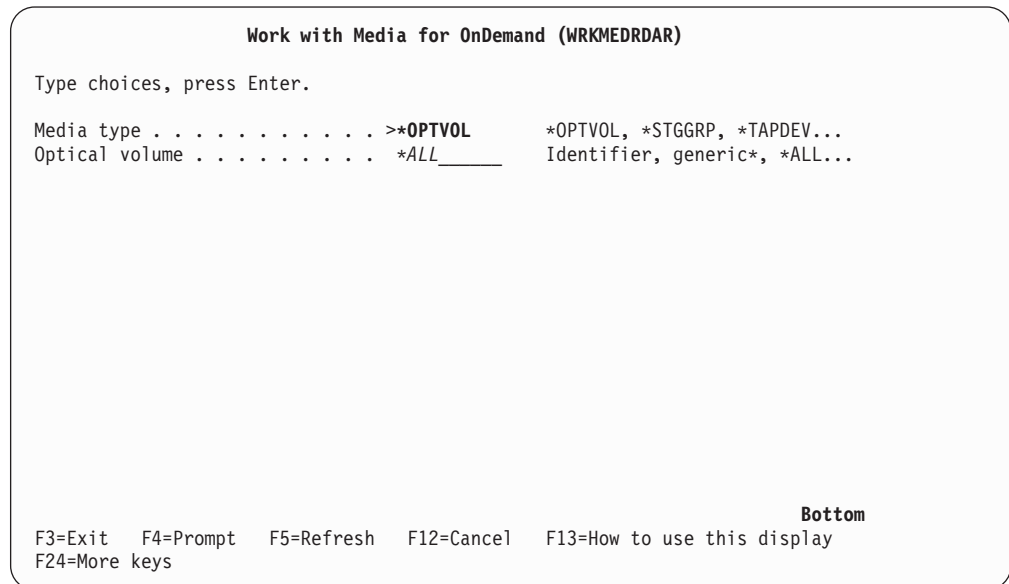 Work with Media for OnDemand (WRKMEDRDAR)
Type choices, press Enter.
Media type . . . . . . . . . . . >*OPTVOL *OPTVOL, *STGGRP, *TAPDEV...
Optical volume . . . . . . . . . *ALL______ Identifier, generic*, *ALL...
Bottom
F3=Exit F4=Prompt F5=Refresh F12=Cancel F13=How to use this display
F24=More keys